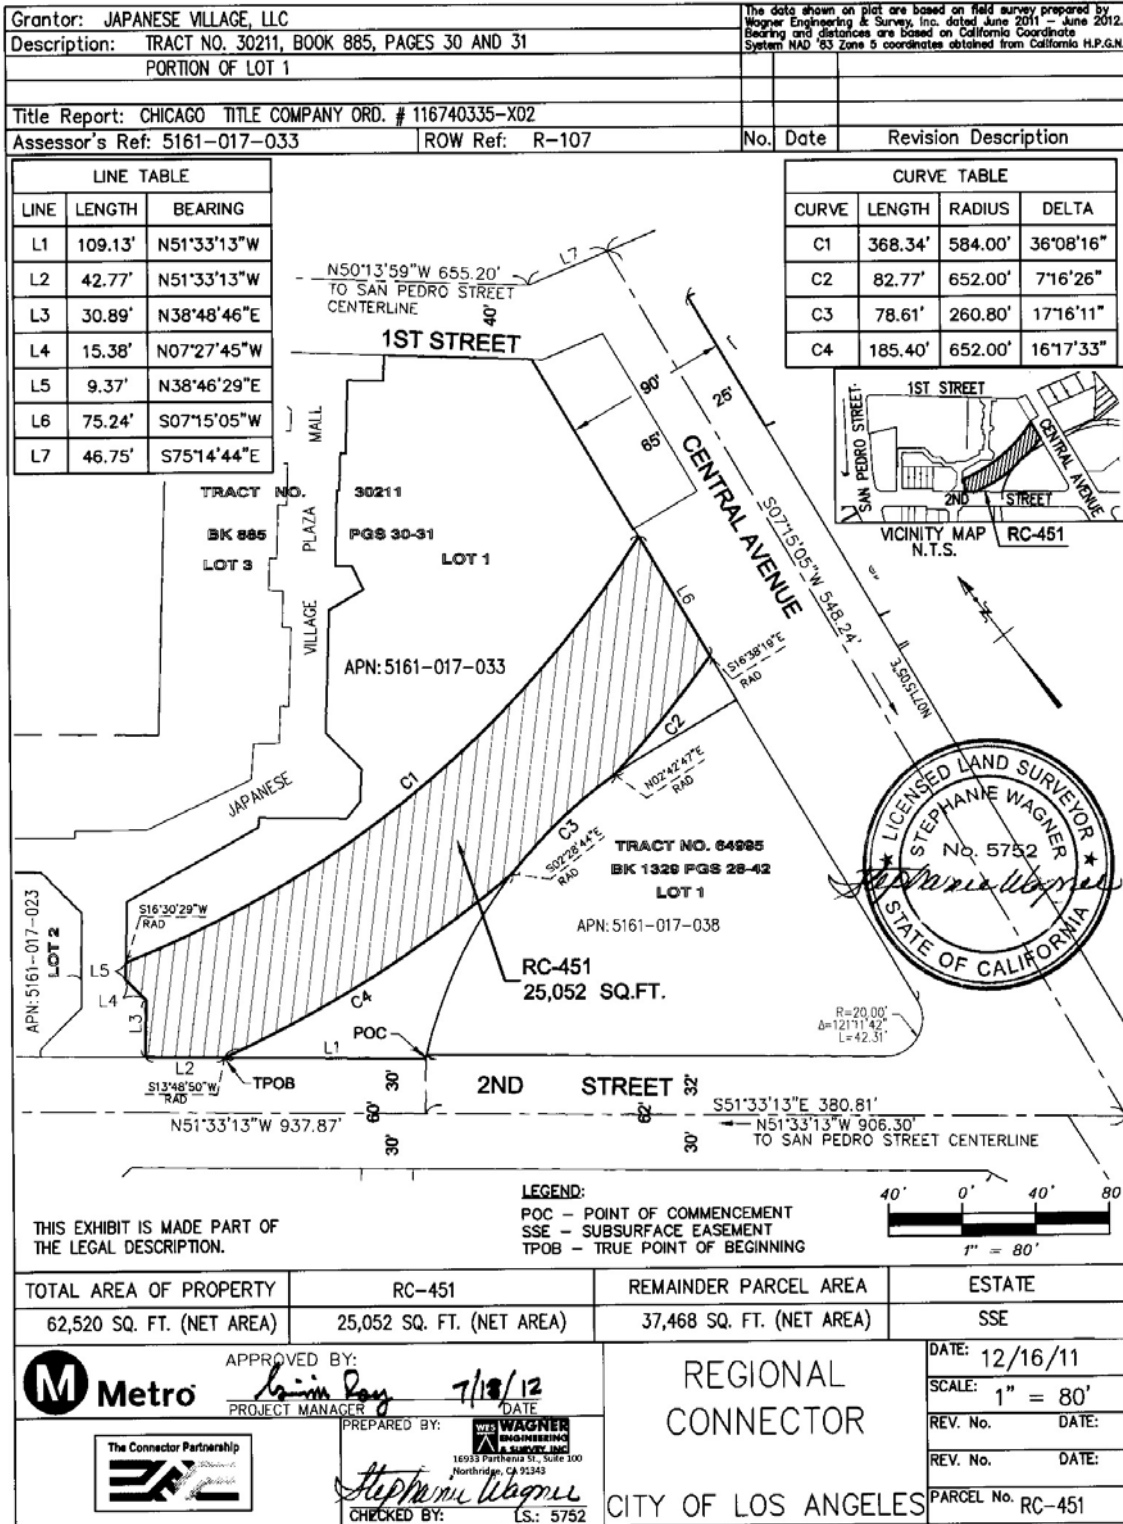 Grantor: JAPANESE VILLAGE, LLC
Description: TRACT NO. 30211, BOOK 885, PAGES 30 AND 31
PORTION OF LOT 1
Title Report: CHICAGO TITLE COMPANY ORD. # 116740335-X02
Assessor's Ref: 5161-017-033 ROW Ref: R-107
The data shown on plat are based on field survey prepared by
Wagner Engineering & Survey, Inc. dated June 2011 - June 2012.
Bearing and distances are based on California Coordinate
System NAD '83 Zone 5 coordinates obtained from California H.P.G.N.
No. Date Revision Description
LINE TABLE
LINE LENGTH BEARING
L1 109.13' N51°33'13"W
L2 42.77' N51°33'13"W
L3 30.89' N38°48'46"E
L4 15.38' N07°27'45"W
L5 9.37' N38°46'29"E
L6 75.24' S07°15'05"W
L7 46.75' S75°14'44"E
CURVE TABLE
CURVE LENGTH RADIUS DELTA
C1 368.34' 584.00' 36°08'16"
C2 82.77' 652.00' 7°16'26"
C3 78.61' 260.80' 17°16'11"
C4 185.40' 652.00' 16°17'33"
N50°13'59"W 655.20'
TO SAN PEDRO STREET
CENTERLINE
L7
40'
1ST STREET
90'
25'
65'
CENTRAL AVENUE
S07°15'05"W 548.24'
N07°15'05"E
1ST STREET
SAN PEDRO STREET
CENTRAL AVENUE
2ND STREET
VICINITY MAP
N.T.S.
RC-451
N
TRACT NO. 30211
BK 885 PGS 30-31
LOT 3 LOT 1
JAPANESE VILLAGE PLAZA MALL
APN: 5161-017-033
L6
S16°38'19"E
RAD
C2
N02°42'47"E
RAD
C1
C3
S02°28'44"E
RAD
TRACT NO. 64995
BK 1329 PGS 28-42
LOT 1
APN: 5161-017-038
RC-451
25,052 SQ.FT.
LICENSED LAND SURVEYOR
STEPHANIE WAGNER
No. 5752
Stephanie Wagner
STATE OF CALIFORNIA
APN: 5161-017-023
LOT 2
S16°30'29"W
RAD
L5
L4
L3
C4
L2
L1
POC
TPOB
S13°48'50"W
RAD
R=20.00'
Δ=121°11'42"
L=42.31'
2ND STREET
30'
60'
30'
32'
62'
30'
N51°33'13"W 937.87'
S51°33'13"E 380.81'
N51°33'13"W 906.30'
TO SAN PEDRO STREET CENTERLINE
THIS EXHIBIT IS MADE PART OF
THE LEGAL DESCRIPTION.
LEGEND:
POC - POINT OF COMMENCEMENT
SSE - SUBSURFACE EASEMENT
TPOB - TRUE POINT OF BEGINNING
40' 0' 40' 80
1" = 80'
TOTAL AREA OF PROPERTY RC-451 REMAINDER PARCEL AREA ESTATE
62,520 SQ. FT. (NET AREA) 25,052 SQ. FT. (NET AREA) 37,468 SQ. FT. (NET AREA) SSE
M Metro
APPROVED BY:
7/18/12
PROJECT MANAGER DATE
The Connector Partnership
PREPARED BY:
WES WAGNER
ENGINEERING
& SURVEY, INC
16933 Parthenia St., Suite 100
Northridge, CA 91343
Stephanie Wagner
CHECKED BY: LS.: 5752
REGIONAL
CONNECTOR
CITY OF LOS ANGELES
DATE: 12/16/11
SCALE: 1" = 80'
REV. No. DATE:
REV. No. DATE:
PARCEL No. RC-451